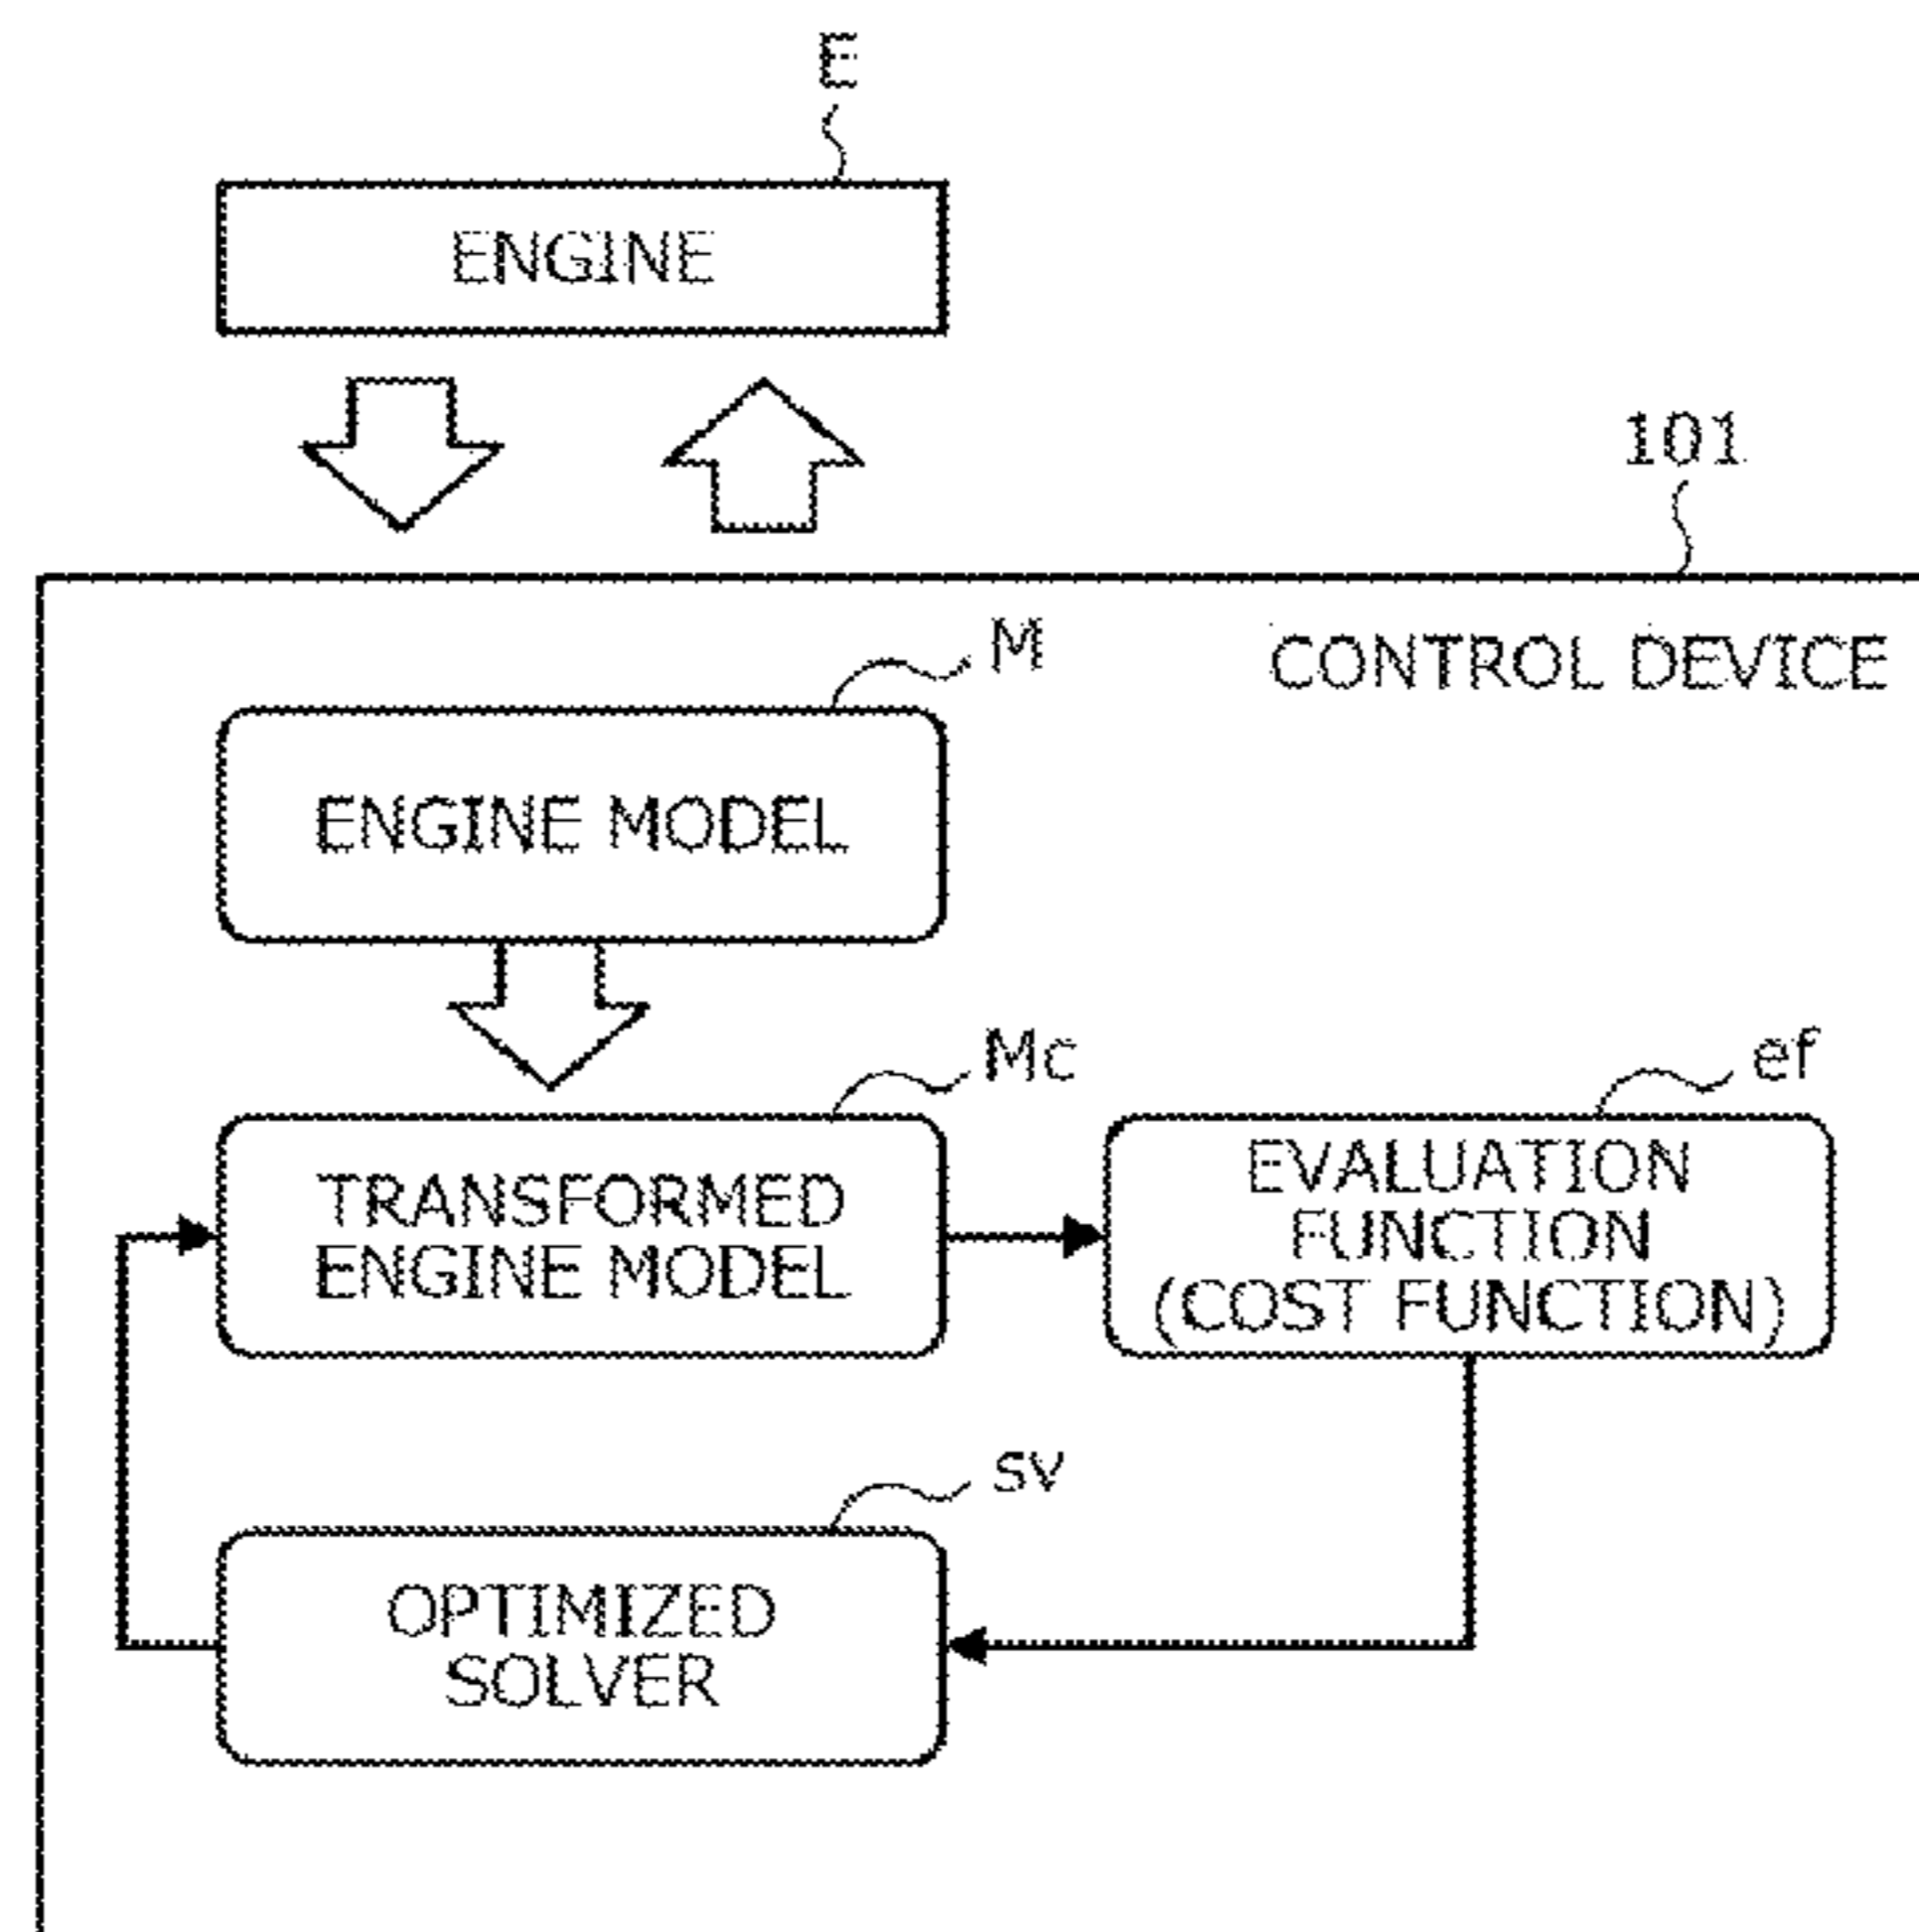 E
ENGINE
101
CONTROL DEVICE
M
ENGINE MODEL
Mc
ef
TRANSFORMED
ENGINE MODEL
EVALUATION
FUNCTION
(COST FUNCTION)
sv
OPTIMIZED
SOLVER